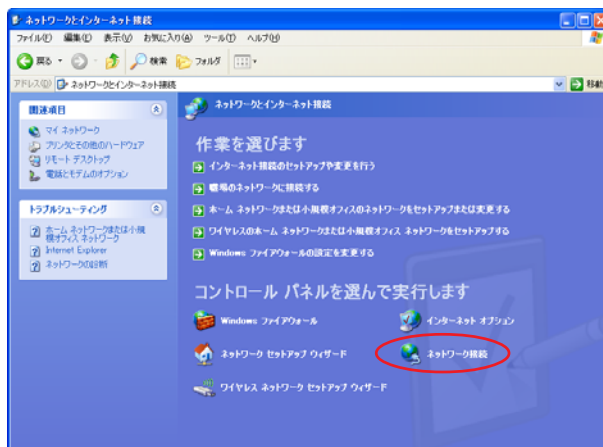 ネットワークとインターネット接続
ファイル(F) 編集(E) 表示(V) お気に入り(A) ツール(T) ヘルプ(H)
戻る 検索 フォルダ
アドレス(D) ネットワークとインターネット接続 移動
関連項目
マイ ネットワーク
プリンタとその他のハードウェア
リモート デスクトップ
電話とモデムのオプション
トラブルシューティング
ホーム ネットワークまたは小規
模オフィス ネットワーク
Internet Explorer
ネットワークの診断
ネットワークとインターネット接続
作業を選びます
インターネット接続のセットアップや変更を行う
職場のネットワークに接続する
ホーム ネットワークまたは小規模オフィスのネットワークをセットアップまたは変更する
ワイヤレスのホーム ネットワークまたは小規模オフィス ネットワークをセットアップする
Windows ファイアウォールの設定を変更する
コントロール パネルを選んで実行します
Windows ファイアウォール インターネット オプション
ネットワーク セットアップ ウィザード ネットワーク接続
ワイヤレス ネットワーク セットアップ ウィザード